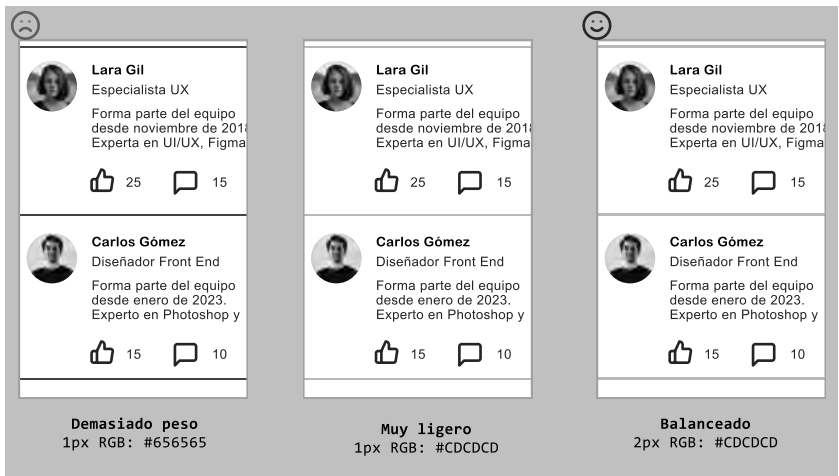 Lara Gil
Especialista UX
Forma parte del equipo
desde noviembre de 2018
Experta en UI/UX, Figma
25 15
Carlos Gómez
Diseñador Front End
Forma parte del equipo
desde enero de 2023.
Experto en Photoshop y
15 10
Demasiado peso
1px RGB: #656565
Lara Gil
Especialista UX
Forma parte del equipo
desde noviembre de 2018
Experta en UI/UX, Figma
25 15
Carlos Gómez
Diseñador Front End
Forma parte del equipo
desde enero de 2023.
Experto en Photoshop y
15 10
Muy ligero
1px RGB: #CDCDCD
Lara Gil
Especialista UX
Forma parte del equipo
desde noviembre de 2018
Experta en UI/UX, Figma
25 15
Carlos Gómez
Diseñador Front End
Forma parte del equipo
desde enero de 2023.
Experto en Photoshop y
15 10
Balanceado
2px RGB: #CDCDCD